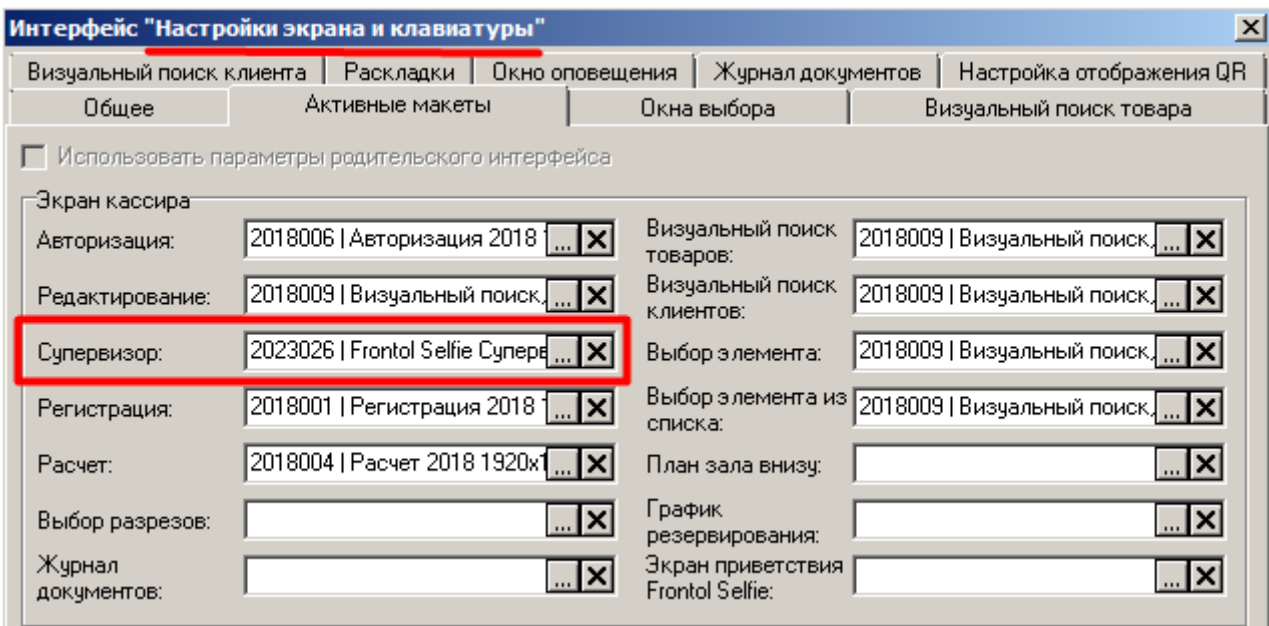 Интерфейс "Настройки экрана и клавиатуры"
Визуальный поиск клиента Раскладки Окно оповещения Журнал документов Настройка отображения QR
Общее Активные макеты Окна выбора Визуальный поиск товара
Использовать параметры родительского интерфейса
Экран кассира
Авторизация: 2018006 | Авторизация 2018 ...
Редактирование: 2018009 | Визуальный поиск, ...
Супервизор: 2023026 | Frontol Selfie Суперв ...
Регистрация: 2018001 | Регистрация 2018 ...
Расчет: 2018004 | Расчет 2018 1920x1 ...
Выбор разрезов: ...
Журнал
документов: ...
Визуальный поиск
товаров: 2018009 | Визуальный поиск, ...
Визуальный поиск
клиентов: 2018009 | Визуальный поиск, ...
Выбор элемента: 2018009 | Визуальный поиск, ...
Выбор элемента из
списка: 2018009 | Визуальный поиск, ...
План зала внизу: ...
График
резервирования: ...
Экран приветствия
Frontol Selfie: ...